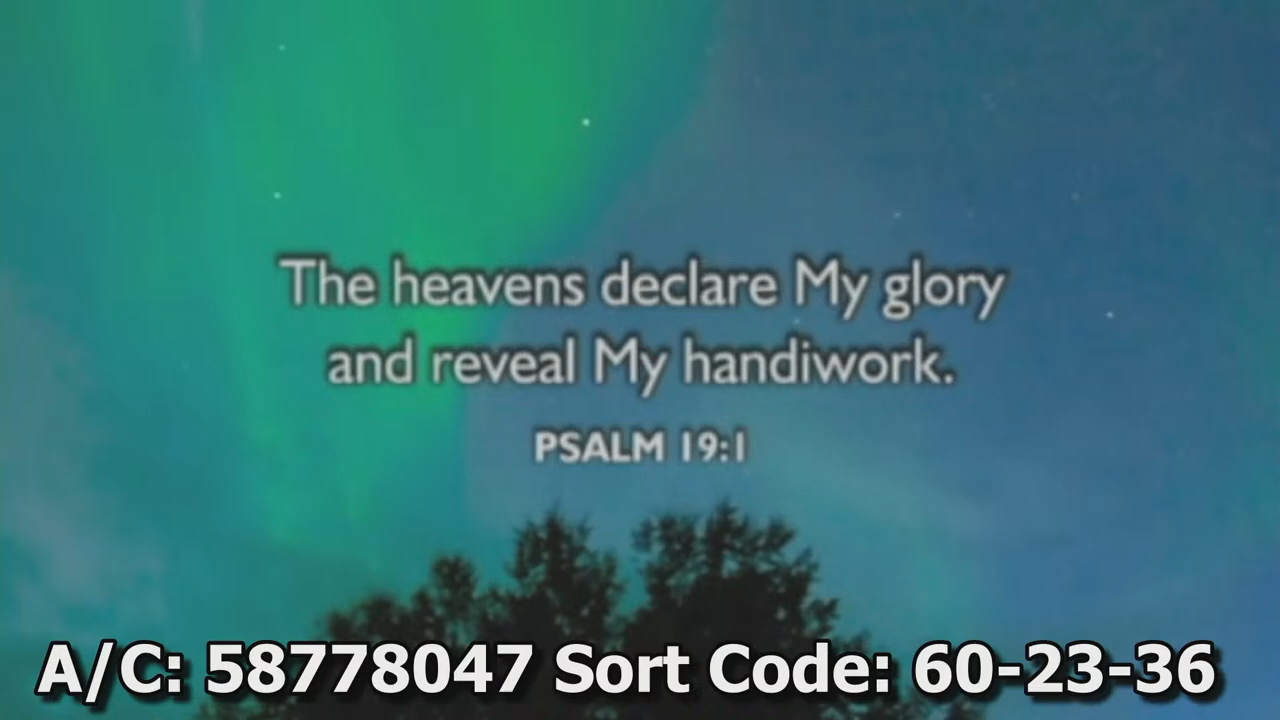 The heavens declare My glory
and reveal My handiwork.
PSALM 19:1
A/C: 58778047 Sort Code: 60-23-36